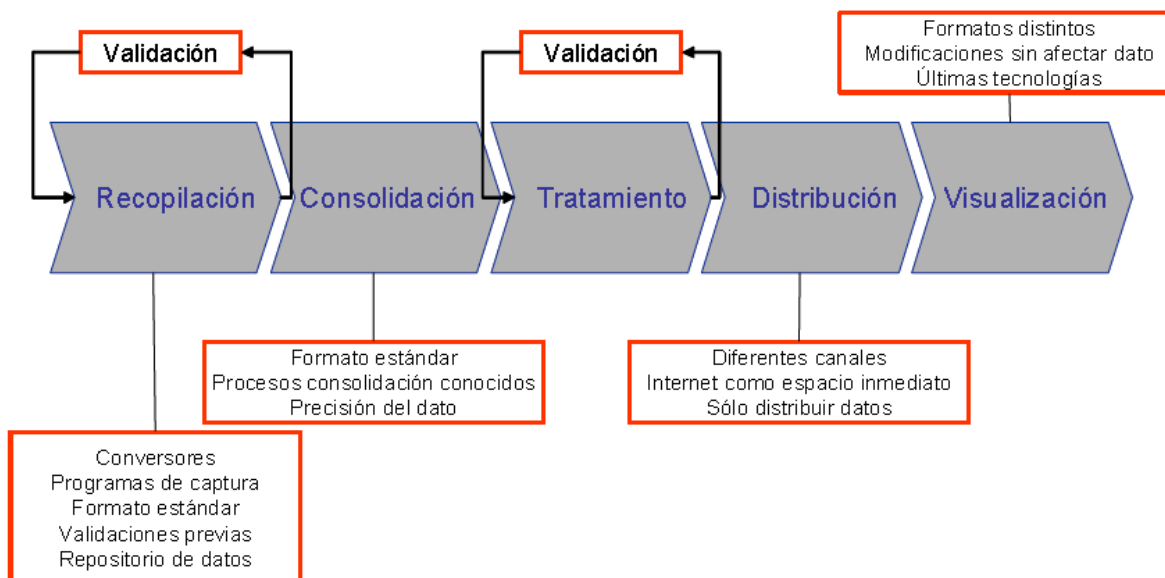 Validación
Validación
Formatos distintos
Modificaciones sin afectar dato
Últimas tecnologías
Recopilación
Consolidación
Tratamiento
Distribución
Visualización
Formato estándar
Procesos consolidación conocidos
Precisión del dato
Diferentes canales
Internet como espacio inmediato
Sólo distribuir datos
Conversores
Programas de captura
Formato estándar
Validaciones previas
Repositorio de datos